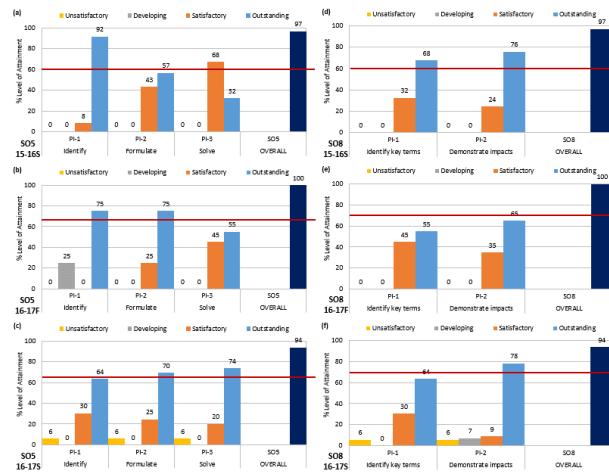 (a)
Unsatisfactory Developing Satisfactory Outstanding
% Level of Attainment
100
80
60
40
20
0
0 0 8 92
0 0 43 57
0 0 68 32
97
PI-1 PI-2 PI-3 SO5
Identify Formulate Solve OVERALL
SO5
15-16S
(d)
Unsatisfactory Developing Satisfactory Outstanding
% Level of Attainment
100
80
60
40
20
0
0 0 32 68
0 0 24 76
97
PI-1 PI-2 SO8
Identify key terms Demonstrate impacts OVERALL
SO8
15-16S
(b)
Unsatisfactory Developing Satisfactory Outstanding
% Level of Attainment
100
80
60
40
20
0
0 25 0 75
0 0 25 75
0 0 45 55
100
PI-1 PI-2 PI-3 SO5
Identify Formulate Solve OVERALL
SO5
16-17F
(e)
Unsatisfactory Developing Satisfactory Outstanding
% Level of Attainment
100
80
60
40
20
0
0 0 45 55
0 0 35 65
100
PI-1 PI-2 SO8
Identify key terms Demonstrate impacts OVERALL
SO8
16-17F
(c)
Unsatisfactory Developing Satisfactory Outstanding
% Level of Attainment
100
80
60
40
20
0
6 0 30 64
6 0 25 70
6 0 20 74
94
PI-1 PI-2 PI-3 SO5
Identify Formulate Solve OVERALL
SO5
16-17S
(f)
Unsatisfactory Developing Satisfactory Outstanding
% Level of Attainment
100
80
60
40
20
0
6 0 30 64
6 7 9 78
94
PI-1 PI-2 SO8
Identify key terms Demonstrate impacts OVERALL
SO8
16-17S